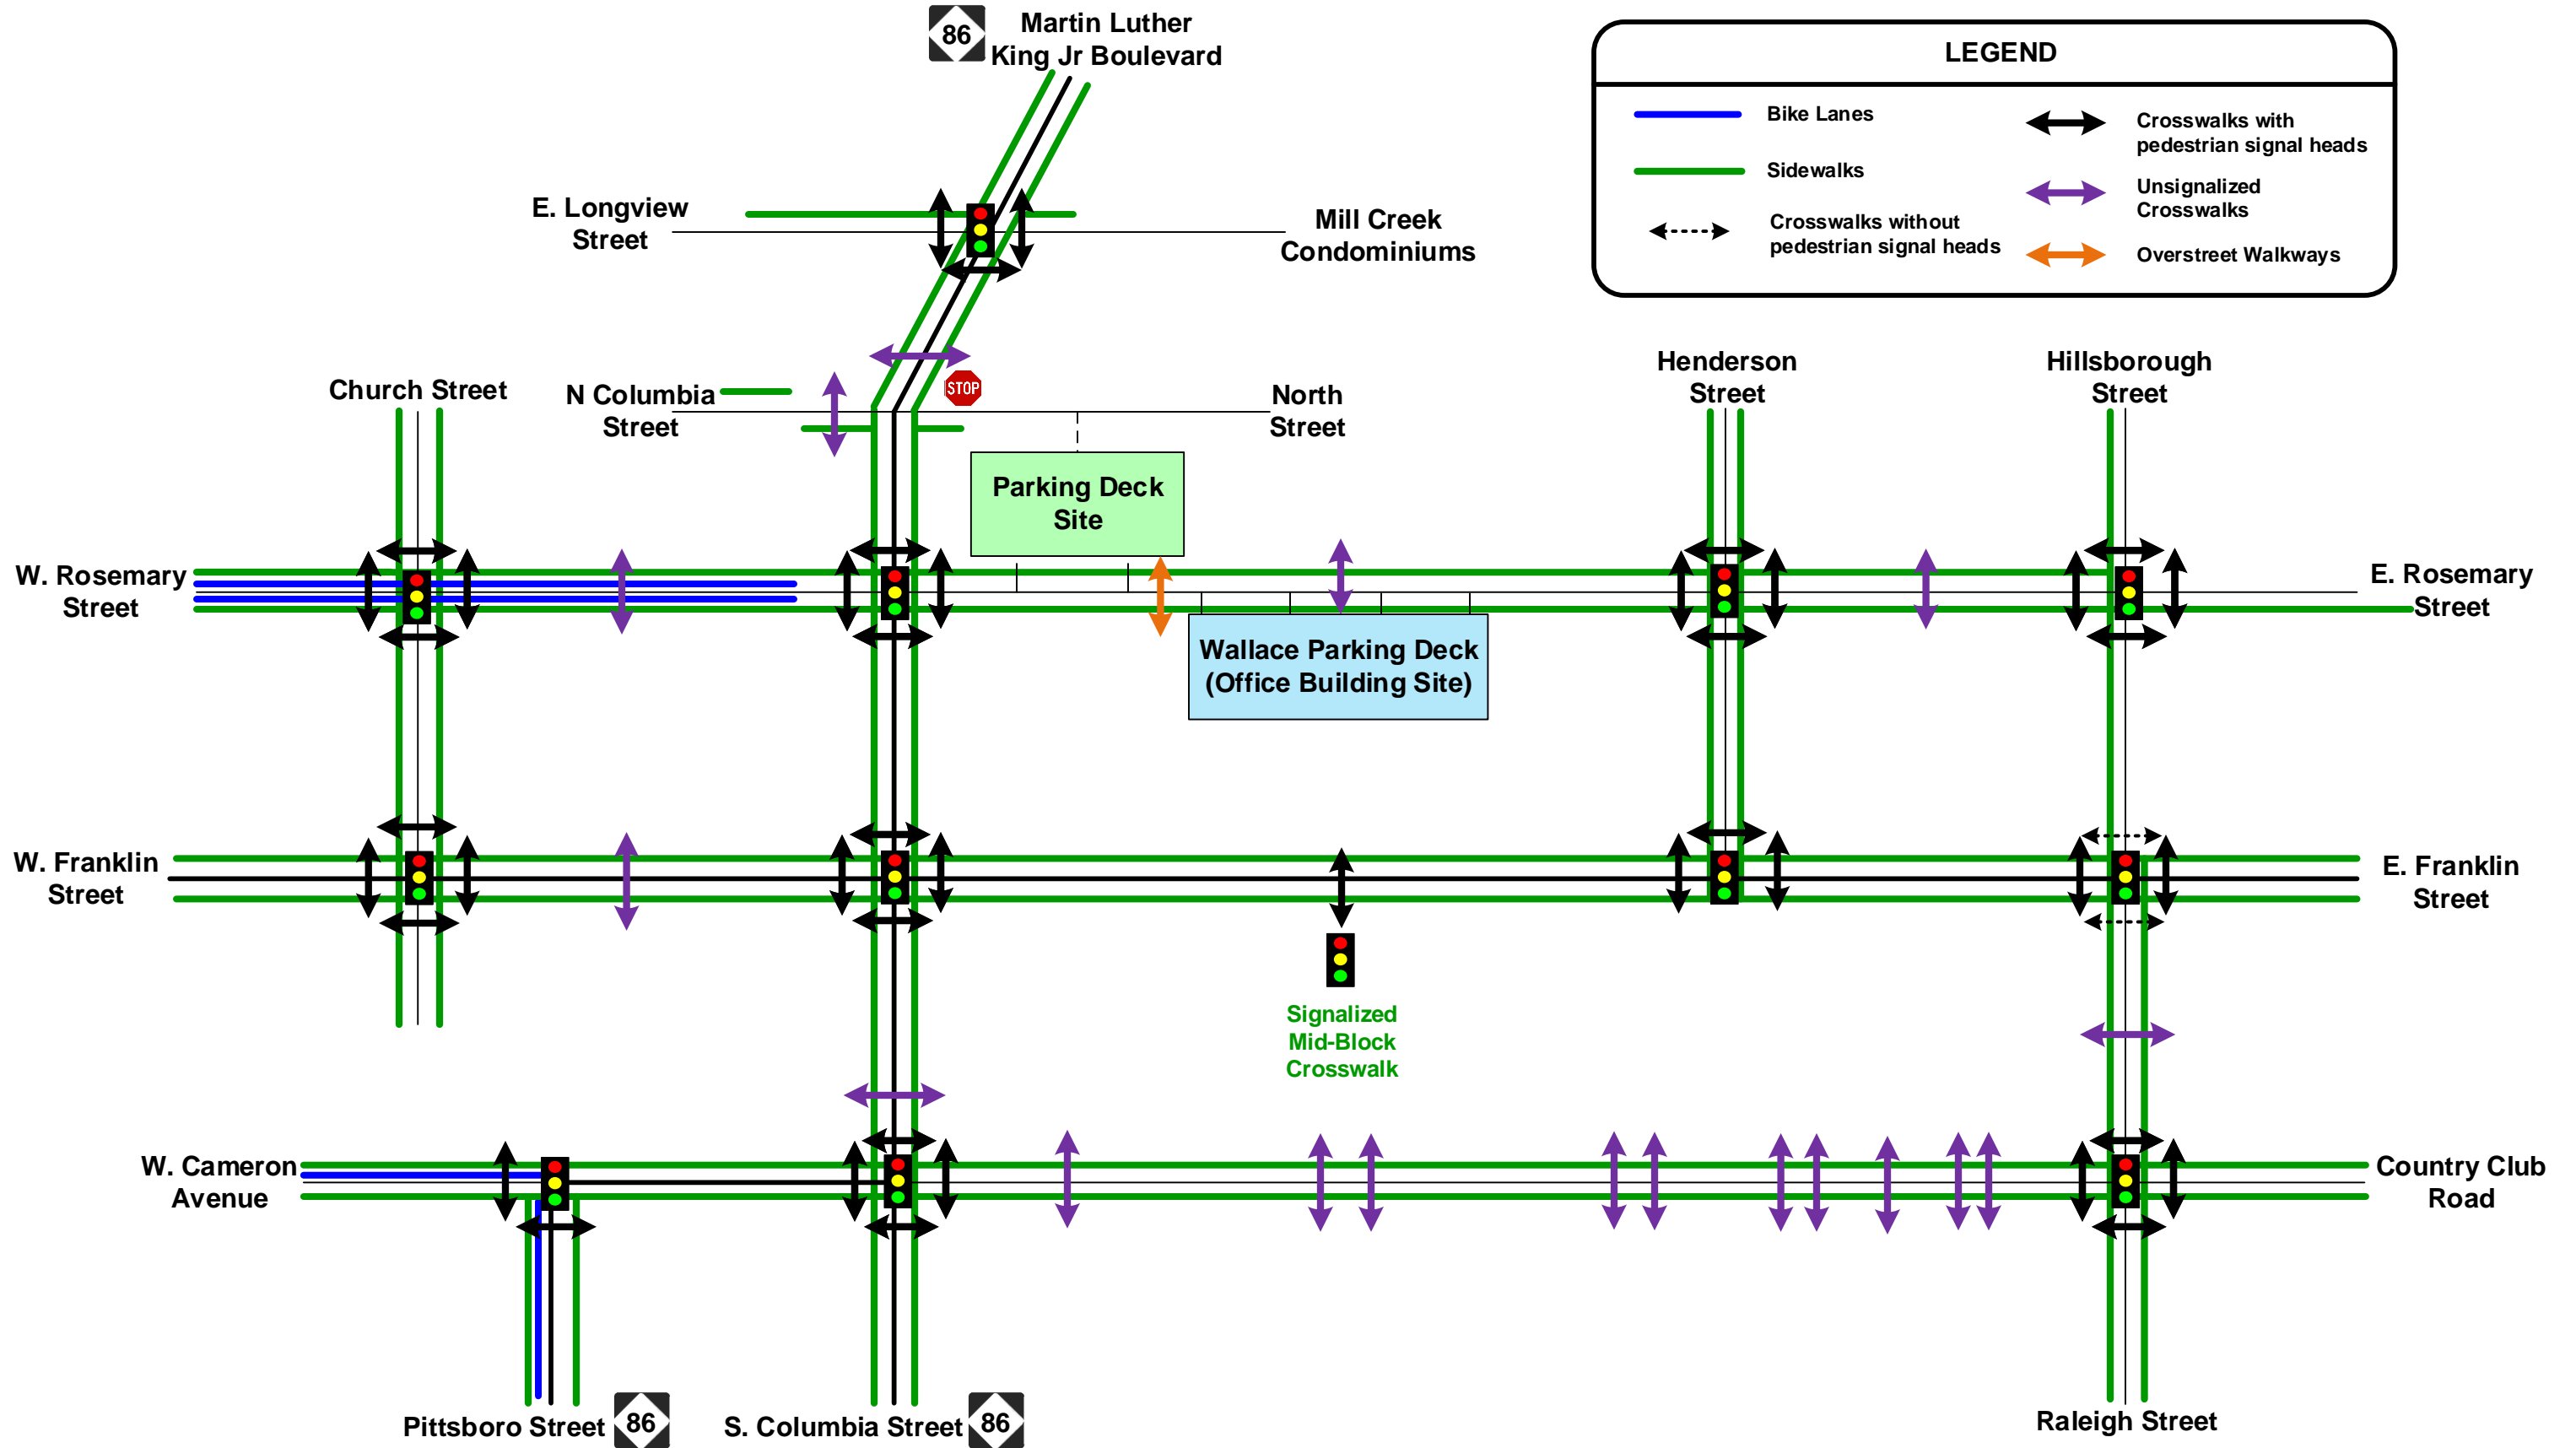 86
Martin Luther
King Jr Boulevard
LEGEND
Bike Lanes
Crosswalks with
pedestrian signal heads
Sidewalks
Unsignalized
Crosswalks
Crosswalks without
pedestrian signal heads
Overstreet Walkways
E. Longview
Street
Mill Creek
Condominiums
Church Street
N Columbia
Street
STOP
North
Street
Henderson
Street
Hillsborough
Street
Parking Deck
Site
W. Rosemary
Street
E. Rosemary
Street
Wallace Parking Deck
(Office Building Site)
W. Franklin
Street
E. Franklin
Street
Signalized
Mid-Block
Crosswalk
W. Cameron
Avenue
Country Club
Road
Pittsboro Street
86
S. Columbia Street
86
Raleigh Street